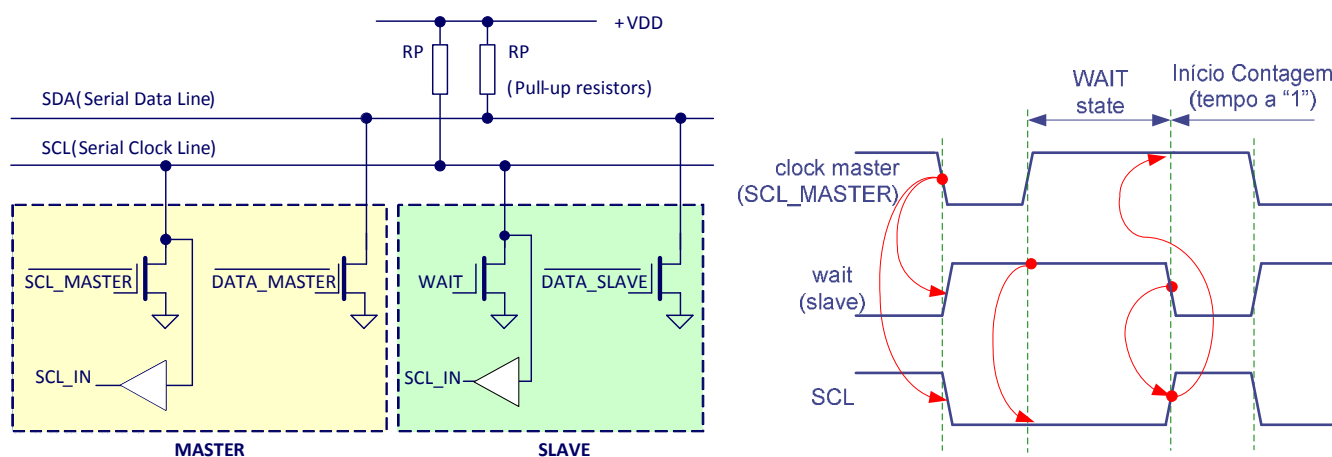 +VDD
RP
RP
(Pull-up resistors)
SDA(Serial Data Line)
SCL(Serial Clock Line)
SCL_MASTER
DATA_MASTER
SCL_IN
MASTER
WAIT
DATA_SLAVE
SCL_IN
SLAVE
WAIT
state
Início Contagem
(tempo a “1”)
clock master
(SCL_MASTER)
wait
(slave)
SCL